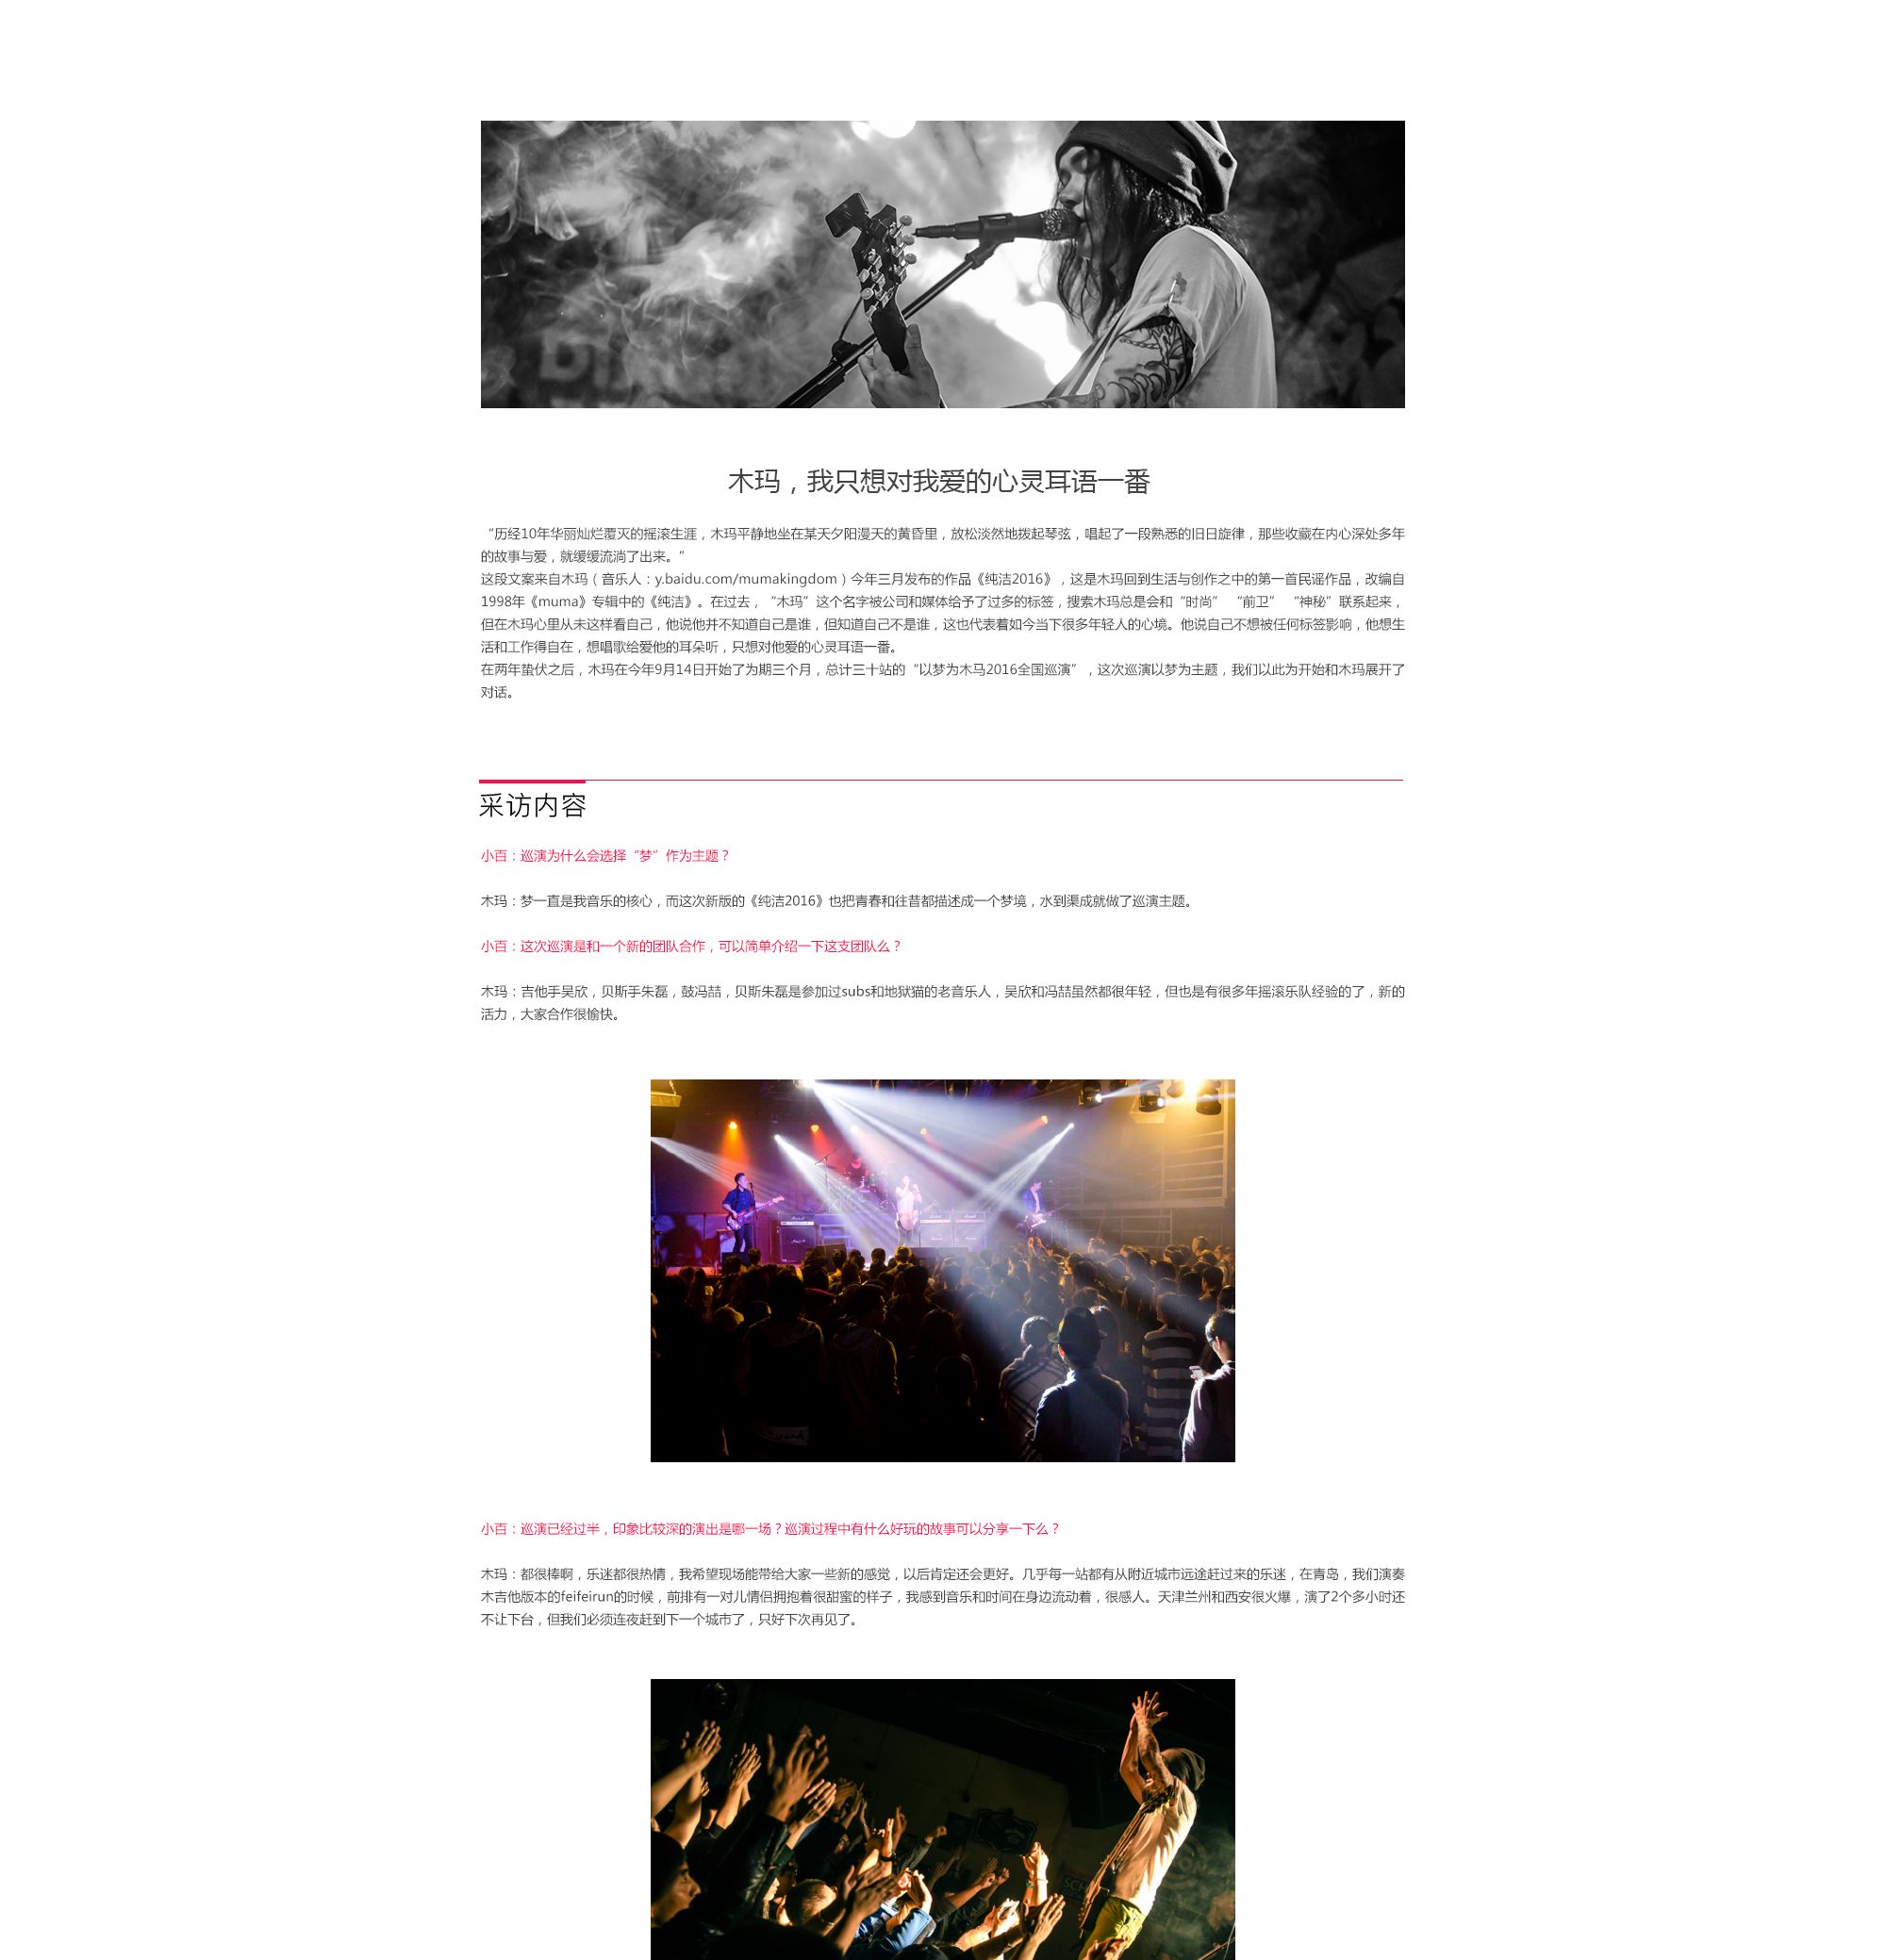 木玛，我只想对我爱的心灵耳语一番
“历经10年华丽灿烂覆灭的摇滚生涯，木玛平静地坐在某天夕阳漫天的黄昏里，放松淡然地拨起琴弦，唱起了一段熟悉的旧日旋律，那些收藏在内心深处多年
的故事与爱，就缓缓流淌了出来。”
这段文案来自木玛（音乐人：y.baidu.com/mumakingdom）今年三月发布的作品《纯洁2016》，这是木玛回到生活与创作之中的第一首民谣作品，改编自
1998年《muma》专辑中的《纯洁》。在过去，“木玛”这个名字被公司和媒体给予了过多的标签，搜索木玛总是会和“时尚” “前卫” “神秘”联系起来，
但在木玛心里从未这样看自己，他说他并不知道自己是谁，但知道自己不是谁，这也代表着如今当下很多年轻人的心境。他说自己不想被任何标签影响，他想生
活和工作得自在，想唱歌给爱他的耳朵听，只想对他爱的心灵耳语一番。
在两年蛰伏之后，木玛在今年9月14日开始了为期三个月，总计三十站的“以梦为木马2016全国巡演”，这次巡演以梦为主题，我们以此为开始和木玛展开了
对话。
采访内容
小百：巡演为什么会选择“梦”作为主题？
木玛：梦一直是我音乐的核心，而这次新版的《纯洁2016》也把青春和往昔都描述成一个梦境，水到渠成就做了巡演主题。
小百：这次巡演是和一个新的团队合作，可以简单介绍一下这支团队么？
木玛：吉他手吴欣，贝斯手朱磊，鼓冯喆，贝斯朱磊是参加过subs和地狱猫的老音乐人，吴欣和冯喆虽然都很年轻，但也是有很多年摇滚乐队经验的了，新的
活力，大家合作很愉快。
小百：巡演已经过半，印象比较深的演出是哪一场？巡演过程中有什么好玩的故事可以分享一下么？
木玛：都很棒啊，乐迷都很热情，我希望现场能带给大家一些新的感觉，以后肯定还会更好。几乎每一站都有从附近城市远途赶过来的乐迷，在青岛，我们演奏
木吉他版本的feifeirun的时候，前排有一对儿情侣拥抱着很甜蜜的样子，我感到音乐和时间在身边流动着，很感人。天津兰州和西安很火爆，演了2个多小时还
不让下台，但我们必须连夜赶到下一个城市了，只好下次再见了。